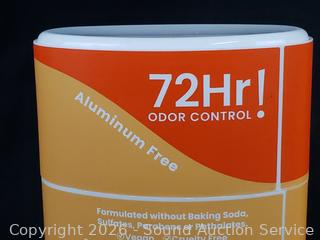 72Hr!
ODOR CONTROL
Aluminum Free
Formulated without Baking Soda,
Sulfates, Parabens or Phthalates.
Vegan Cruelty Free
Copyright 2026 - Sound Auction Service